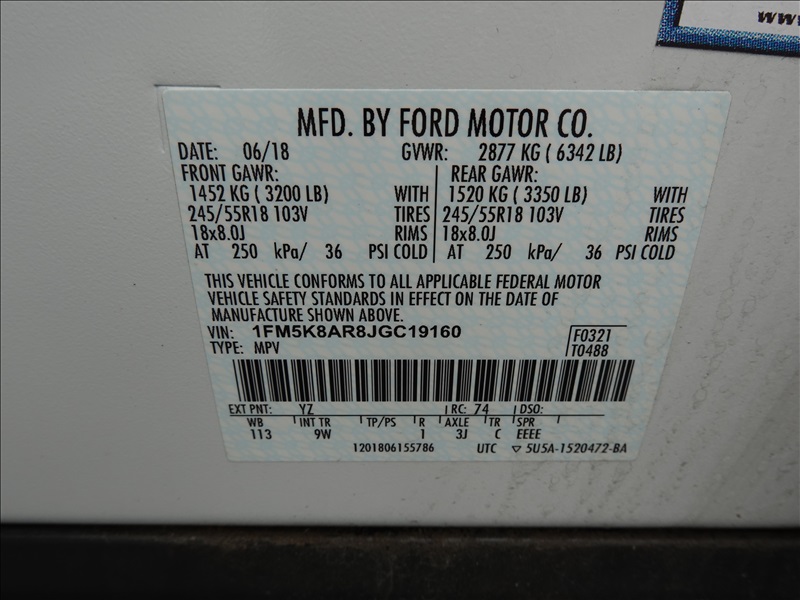 www
MFD. BY FORD MOTOR CO.
DATE: 06/18 GVWR: 2877 KG ( 6342 LB)
FRONT GAWR: REAR GAWR:
1452 KG ( 3200 LB) WITH 1520 KG ( 3350 LB) WITH
245/55R18 103V TIRES 245/55R18 103V TIRES
18x8.0J RIMS 18x8.0J RIMS
AT 250 kPa/ 36 PSI COLD AT 250 kPa/ 36 PSI COLD
THIS VEHICLE CONFORMS TO ALL APPLICABLE FEDERAL MOTOR
VEHICLE SAFETY STANDARDS IN EFFECT ON THE DATE OF
MANUFACTURE SHOWN ABOVE.
VIN: 1FM5K8AR8JGC19160 F0321
TYPE: MPV T0488
EXT PNT: YZ RC: 74 DSO:
WB INT TR TP/PS R AXLE TR SPR
113 9W 1 3J C EEEE
1201806155786 UTC ▽ 5U5A-1520472-BA